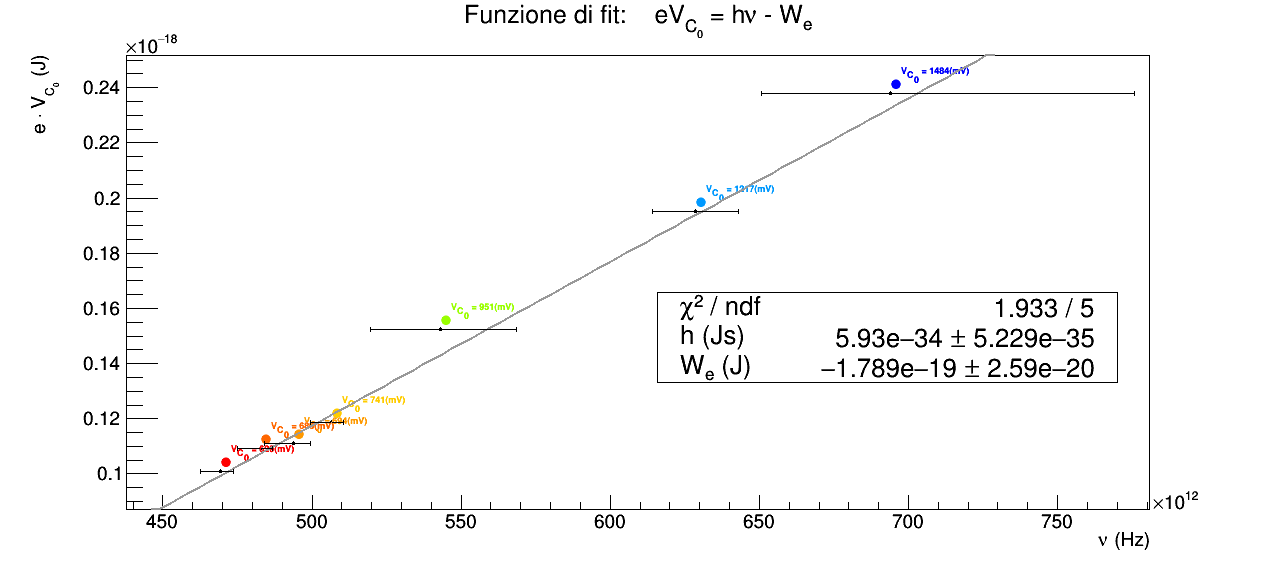 Funzione di fit: eV_C₀ = hν - Wₑ
×10⁻¹⁸
e · V_C₀ (J)
0.24
0.22
0.2
0.18
0.16
0.14
0.12
0.1
V_C₀ = 1484(mV)
V_C₀ = 1217(mV)
V_C₀ = 951(mV)
V_C₀ = 741(mV)
χ² / ndf 1.933 / 5
h (Js) 5.93e−34 ± 5.229e−35
Wₑ (J) −1.789e−19 ± 2.59e−20
450 500 550 600 650 700 750
×10¹²
ν (Hz)